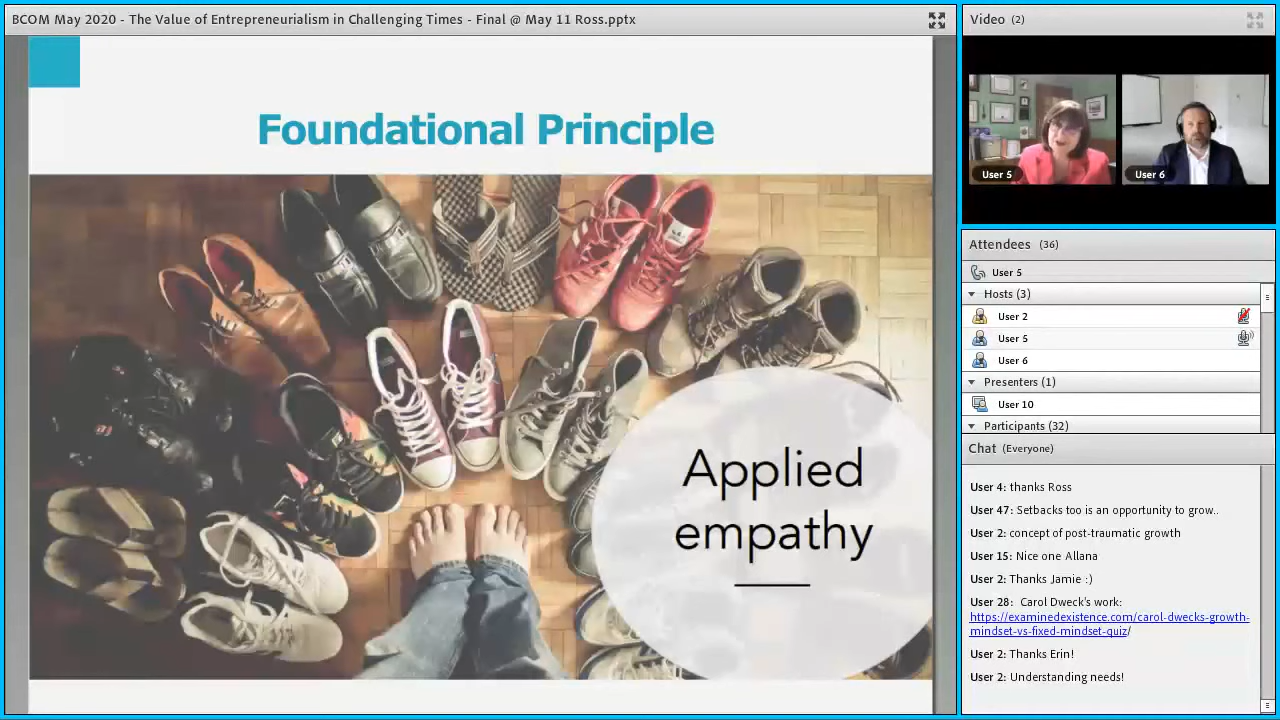 BCOM May 2020 - The Value of Entrepreneurialism in Challenging Times - Final @ May 11 Ross.pptx
Foundational Principle
Applied
empathy
Video (2)
User 5
User 6
Attendees (36)
User 5
Hosts (3)
User 2
User 5
User 6
Presenters (1)
User 10
Participants (32)
Chat (Everyone)
User 4: thanks Ross
User 47: Setbacks too is an opportunity to grow..
User 2: concept of post-traumatic growth
User 15: Nice one Allana
User 2: Thanks Jamie :)
User 28: Carol Dweck's work:
https://examinedexistence.com/carol-dwecks-growth-
mindset-vs-fixed-mindset-quiz/
User 2: Thanks Erin!
User 2: Understanding needs!